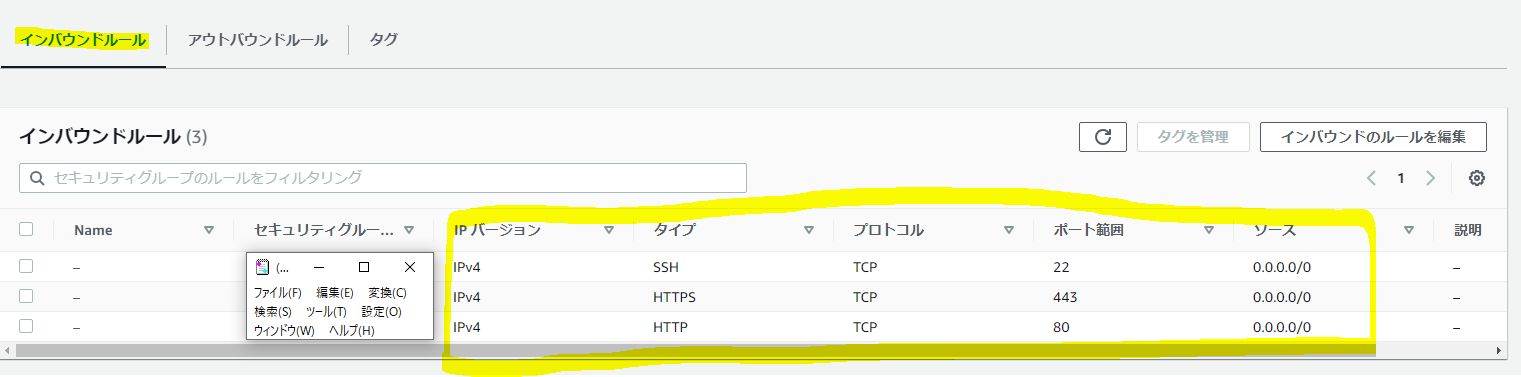 インバウンドルール アウトバウンドルール タグ
インバウンドルール (3) タグを管理 インバウンドのルールを編集
セキュリティグループのルールをフィルタリング 1
Name セキュリティグルー... IP バージョン タイプ プロトコル ポート範囲 ソース 説明
– IPv4 SSH TCP 22 0.0.0.0/0 –
– IPv4 HTTPS TCP 443 0.0.0.0/0 –
– IPv4 HTTP TCP 80 0.0.0.0/0 –
(...
ファイル(F) 編集(E) 変換(C)
検索(S) ツール(T) 設定(O)
ウィンドウ(W) ヘルプ(H)